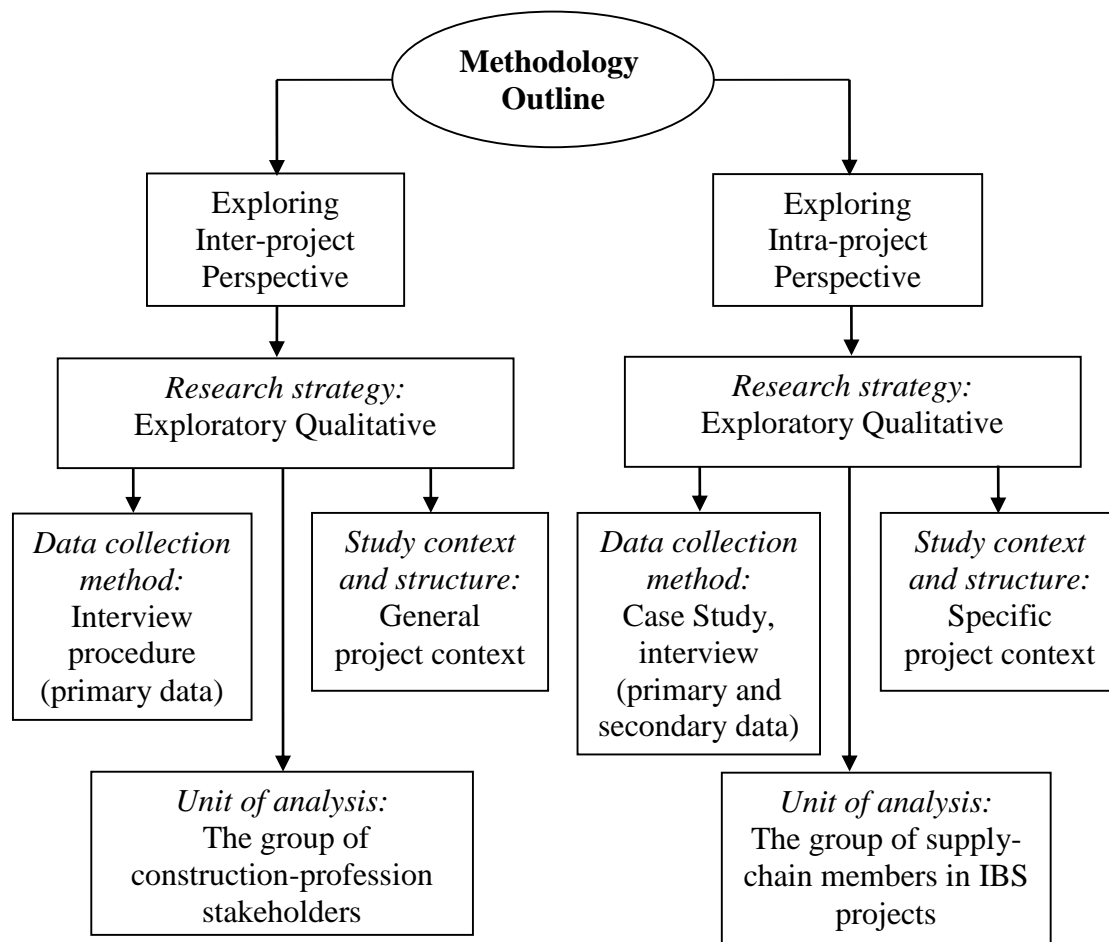 Methodology
Outline
Exploring
Inter-project
Perspective
Exploring
Intra-project
Perspective
Research strategy:
Exploratory Qualitative
Research strategy:
Exploratory Qualitative
Data collection
method:
Interview
procedure
(primary data)
Study context
and structure:
General
project context
Data collection
method:
Case Study,
interview
(primary and
secondary data)
Study context
and structure:
Specific
project context
Unit of analysis:
The group of
construction-profession
stakeholders
Unit of analysis:
The group of supply-
chain members in IBS
projects